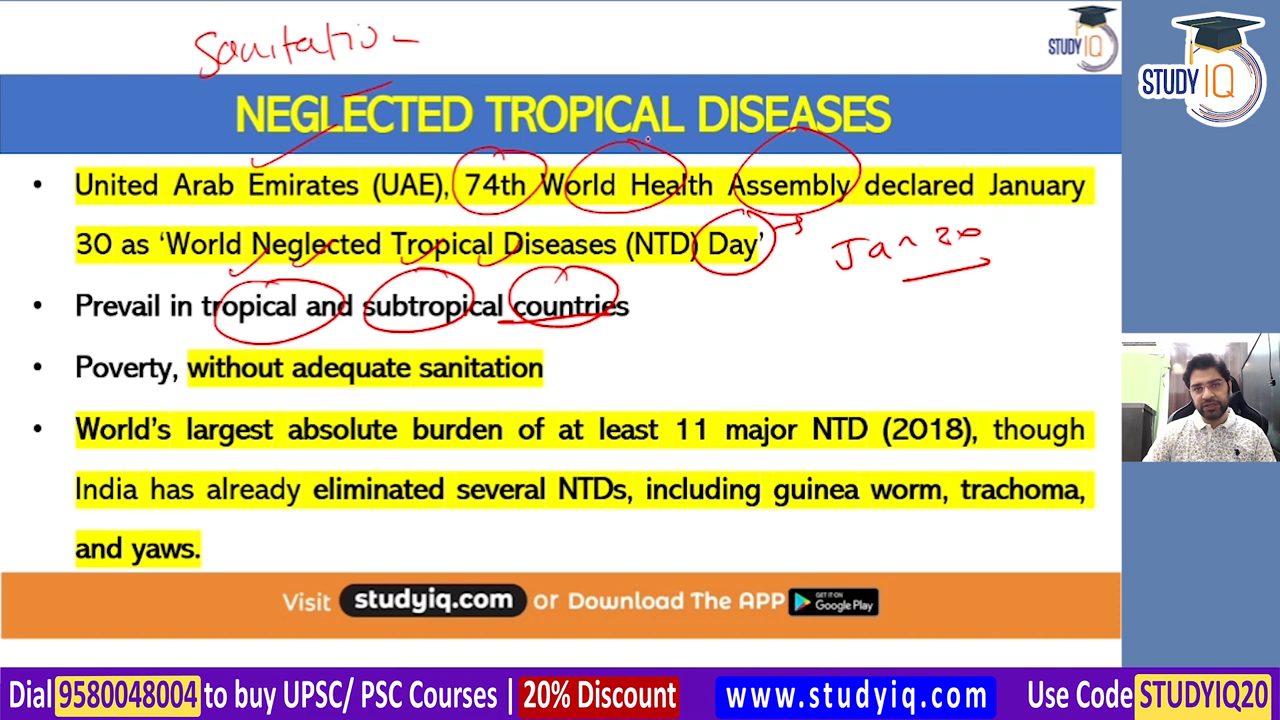 Sanitation
STUDY IQ
STUDY IQ
NEGLECTED TROPICAL DISEASES
• United Arab Emirates (UAE), 74th World Health Assembly declared January
30 as ‘World Neglected Tropical Diseases (NTD) Day’
Jan 30
• Prevail in tropical and subtropical countries
• Poverty, without adequate sanitation
• World’s largest absolute burden of at least 11 major NTD (2018), though
India has already eliminated several NTDs, including guinea worm, trachoma,
and yaws.
Visit studyiq.com or Download The APP GET IT ON Google Play
Dial 9580048004 to buy UPSC/ PSC Courses | 20% Discount www.studyiq.com Use Code STUDYIQ20